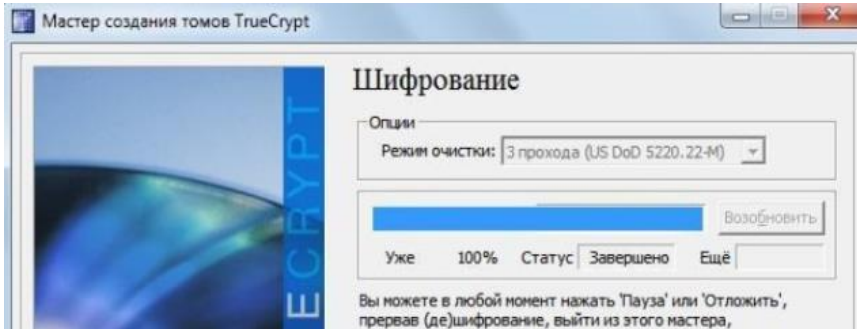 Мастер создания томов TrueCrypt
Шифрование
Опции
Режим очистки: 3 прохода (US DoD 5220.22-M)
Возобновить
Уже 100% Статус Завершено Ещё
Вы можете в любой момент нажать 'Пауза' или 'Отложить',
прервав (де)шифрование, выйти из этого мастера,
ECRYPT